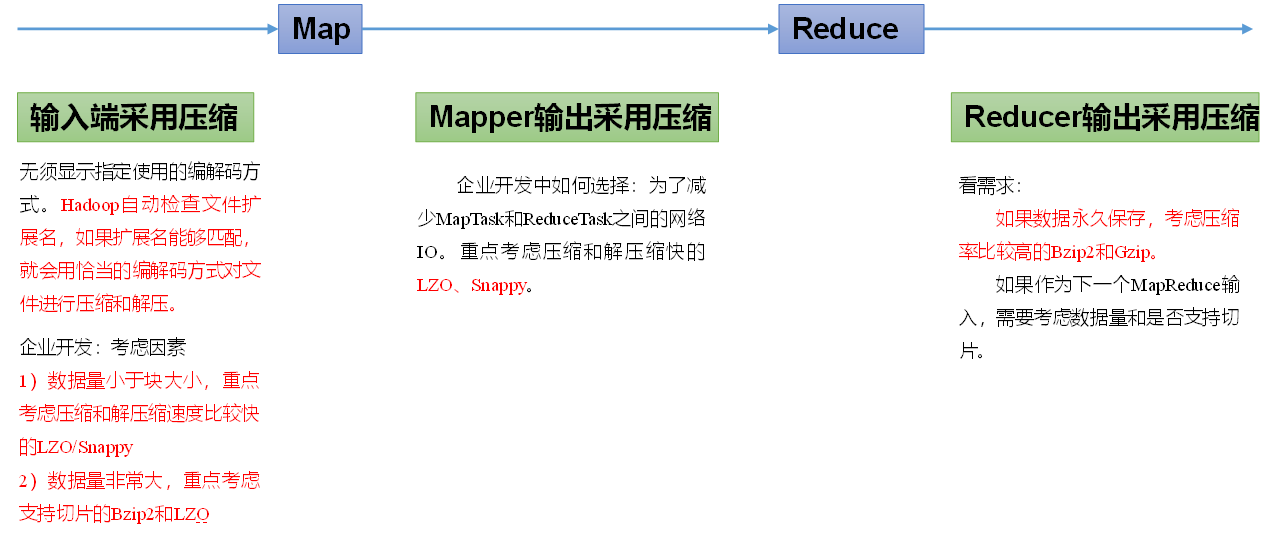 Map
Reduce
输入端采用压缩
无须显示指定使用的编解码方
式。Hadoop自动检查文件扩
展名，如果扩展名能够匹配，
就会用恰当的编解码方式对文
件进行压缩和解压。
企业开发：考虑因素
1）数据量小于块大小，重点
考虑压缩和解压缩速度比较快
的LZO/Snappy
2）数据量非常大，重点考虑
支持切片的Bzip2和LZO
Mapper输出采用压缩
企业开发中如何选择：为了减
少MapTask和ReduceTask之间的网络
IO。重点考虑压缩和解压缩快的
LZO、Snappy。
Reducer输出采用压缩
看需求：
如果数据永久保存，考虑压缩
率比较高的Bzip2和Gzip。
如果作为下一个MapReduce输
入，需要考虑数据量和是否支持切
片。